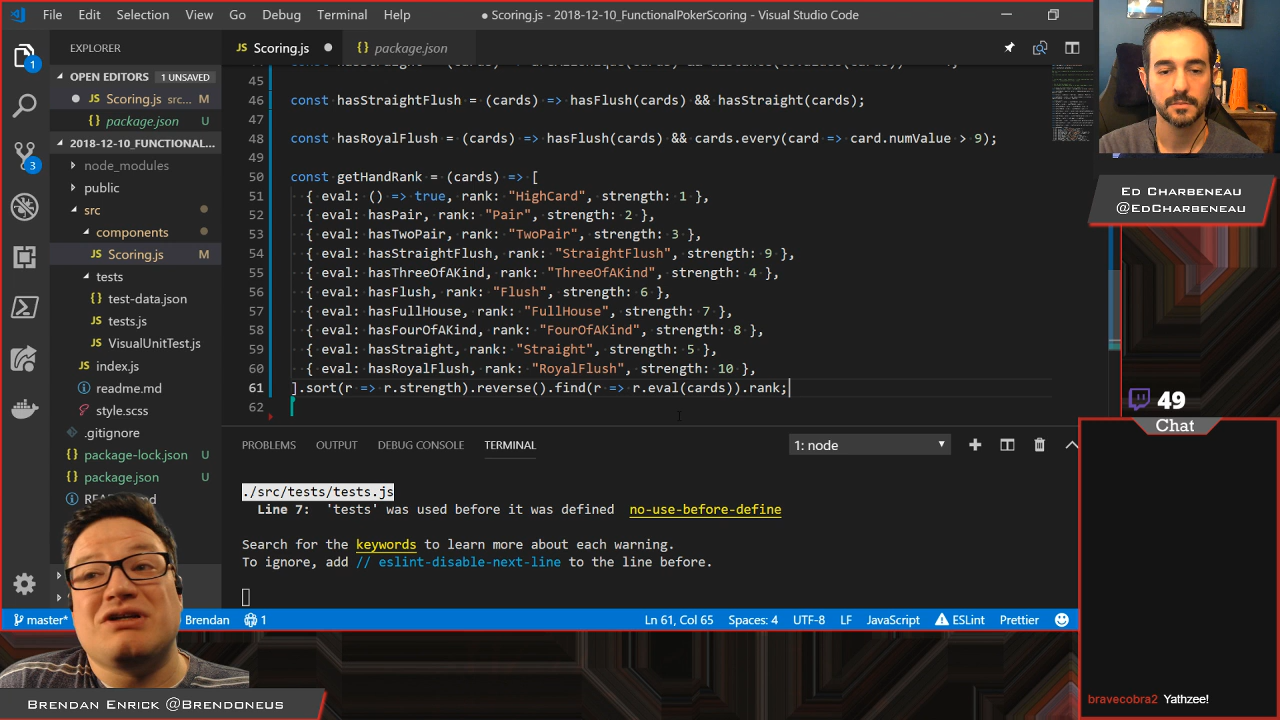 File Edit Selection View Go Debug Terminal Help
● Scoring.js - 2018-12-10_FunctionalPokerScoring - Visual Studio Code
EXPLORER
OPEN EDITORS 1 UNSAVED
● JS Scoring.js src... M
{ } package.json U
2018-12-10_FUNCTIONAL...
node_modules
public
src
components
JS Scoring.js M
tests
{ } test-data.json
JS tests.js
JS VisualUnitTest.js
JS index.js
readme.md
style.scss
.gitignore
{ } package-lock.json U
{ } package.json U
1
3
JS Scoring.js ●
{ } package.json
45
46 const hasStraightFlush = (cards) => hasFlush(cards) && hasStraight(cards);
47
48 const hasRoyalFlush = (cards) => hasFlush(cards) && cards.every(card => card.numValue > 9);
49
50 const getHandRank = (cards) => [
51 { eval: () => true, rank: "HighCard", strength: 1 },
52 { eval: hasPair, rank: "Pair", strength: 2 },
53 { eval: hasTwoPair, rank: "TwoPair", strength: 3 },
54 { eval: hasStraightFlush, rank: "StraightFlush", strength: 9 },
55 { eval: hasThreeOfAKind, rank: "ThreeOfAKind", strength: 4 },
56 { eval: hasFlush, rank: "Flush", strength: 6 },
57 { eval: hasFullHouse, rank: "FullHouse", strength: 7 },
58 { eval: hasFourOfAKind, rank: "FourOfAKind", strength: 8 },
59 { eval: hasStraight, rank: "Straight", strength: 5 },
60 { eval: hasRoyalFlush, rank: "RoyalFlush", strength: 10 },
61 ].sort(r => r.strength).reverse().find(r => r.eval(cards)).rank;
62
PROBLEMS OUTPUT DEBUG CONSOLE TERMINAL
1: node
./src/tests/tests.js
Line 7: 'tests' was used before it was defined no-use-before-define
Search for the keywords to learn more about each warning.
To ignore, add // eslint-disable-next-line to the line before.
master* Brendan 1 Ln 61, Col 65 Spaces: 4 UTF-8 LF JavaScript ESLint Prettier
Ed Charbeneau
@EdCharbeneau
49
Chat
bravecobra2 Yathzee!
Brendan Enrick @Brendoneus